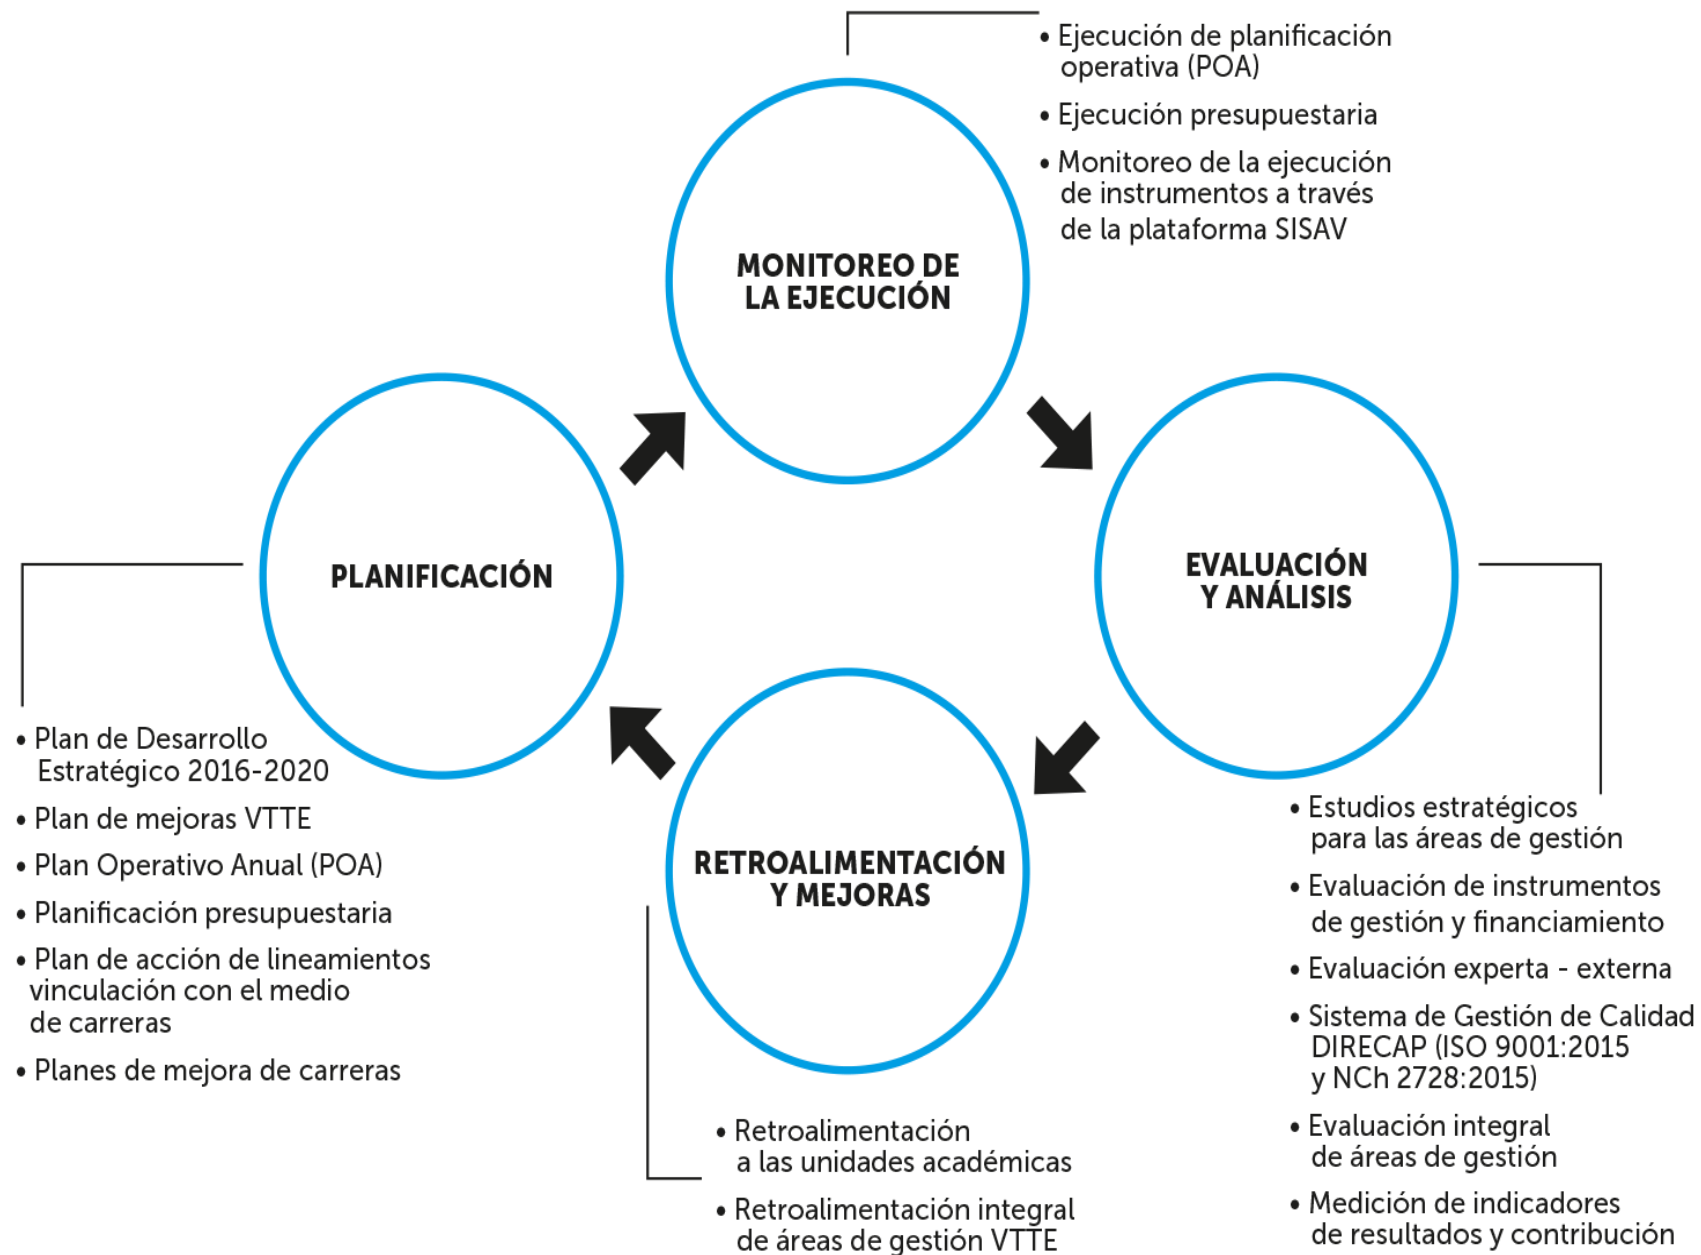 • Ejecución de planificación
operativa (POA)
• Ejecución presupuestaria
• Monitoreo de la ejecución
de instrumentos a través
de la plataforma SISAV
MONITOREO DE
LA EJECUCIÓN
PLANIFICACIÓN
• Plan de Desarrollo
Estratégico 2016-2020
• Plan de mejoras VTTE
• Plan Operativo Anual (POA)
• Planificación presupuestaria
• Plan de acción de lineamientos
vinculación con el medio
de carreras
• Planes de mejora de carreras
EVALUACIÓN
Y ANÁLISIS
• Estudios estratégicos
para las áreas de gestión
• Evaluación de instrumentos
de gestión y financiamiento
• Evaluación experta - externa
• Sistema de Gestión de Calidad
DIRECAP (ISO 9001:2015
y NCh 2728:2015)
• Evaluación integral
de áreas de gestión
• Medición de indicadores
de resultados y contribución
RETROALIMENTACIÓN
Y MEJORAS
• Retroalimentación
a las unidades académicas
• Retroalimentación integral
de áreas de gestión VTTE